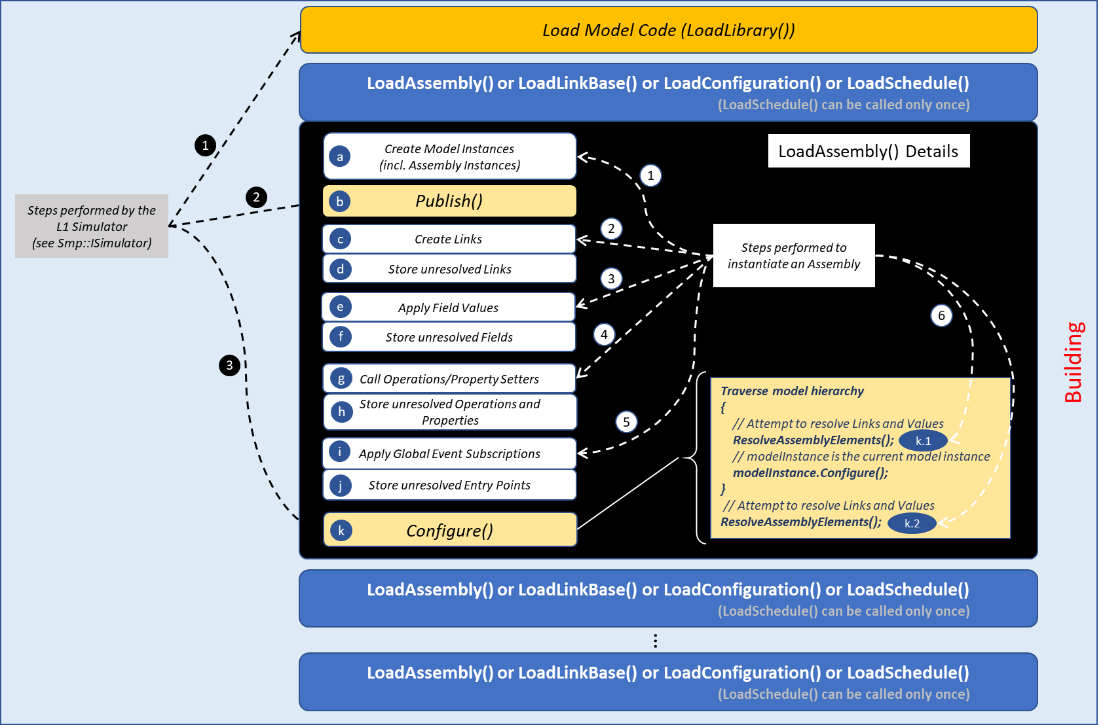 Load Model Code (LoadLibrary())
LoadAssembly() or LoadLinkBase() or LoadConfiguration() or LoadSchedule()
(LoadSchedule() can be called only once)
LoadAssembly() Details
a
Create Model Instances
(incl. Assembly Instances)
b
Publish()
c
Create Links
d
Store unresolved Links
e
Apply Field Values
f
Store unresolved Fields
g
Call Operations/Property Setters
h
Store unresolved Operations and
Properties
i
Apply Global Event Subscriptions
j
Store unresolved Entry Points
k
Configure()
1
2
3
Steps performed by the
L1 Simulator
(see Smp::ISimulator)
1
2
3
4
5
6
Steps performed to
instantiate an Assembly
Traverse model hierarchy
{
// Attempt to resolve Links and Values
ResolveAssemblyElements(); k.1
// modelInstance is the current model instance
modelInstance.Configure();
}
// Attempt to resolve Links and Values
ResolveAssemblyElements(); k.2
Building
LoadAssembly() or LoadLinkBase() or LoadConfiguration() or LoadSchedule()
(LoadSchedule() can be called only once)
⋮
LoadAssembly() or LoadLinkBase() or LoadConfiguration() or LoadSchedule()
(LoadSchedule() can be called only once)